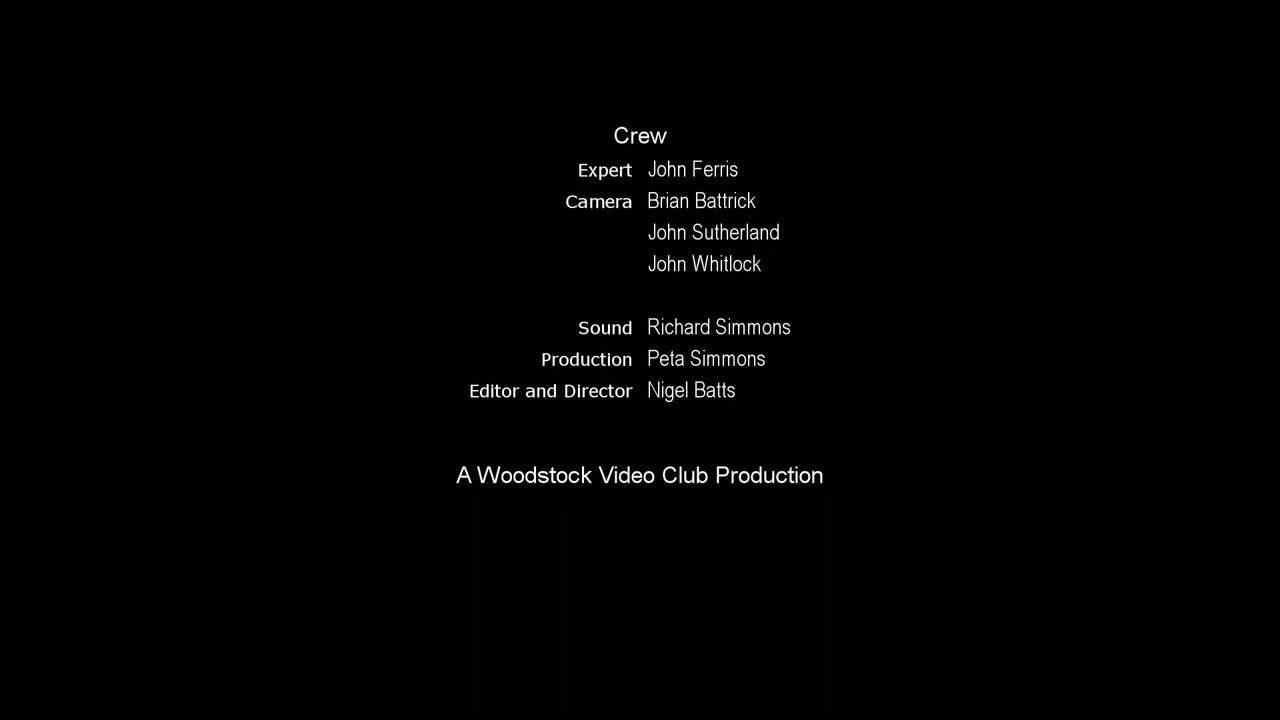 Crew
Expert John Ferris
Camera Brian Battrick
John Sutherland
John Whitlock
Sound Richard Simmons
Production Peta Simmons
Editor and Director Nigel Batts
A Woodstock Video Club Production